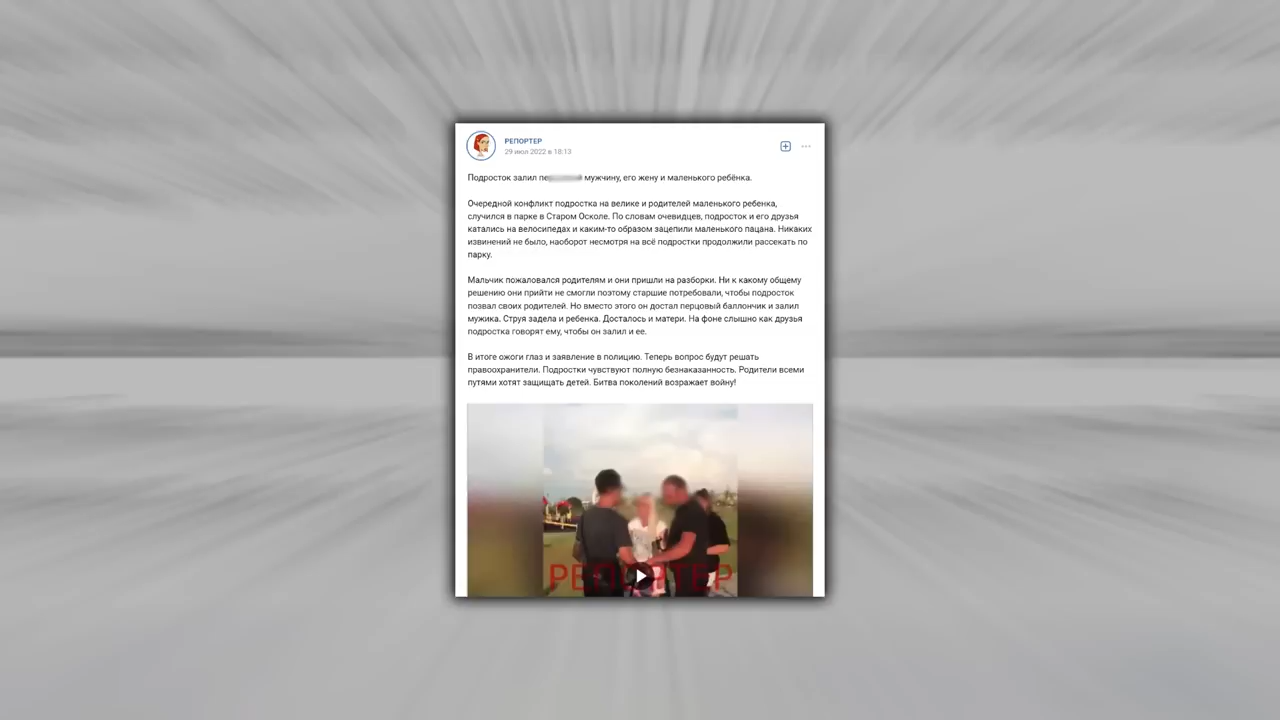 РЕПОРТЕР
29 июл 2022 в 18:13
Подросток залил мужчину, его жену и маленького ребёнка.
Очередной конфликт подростка на велике и родителей маленького ребенка,
случился в парке в Старом Осколе. По словам очевидцев, подросток и его друзья
катались на велосипедах и каким-то образом зацепили маленького пацана. Никаких
извинений не было, наоборот несмотря на всё подростки продолжили рассекать по
парку.
Мальчик пожаловался родителям и они пришли на разборки. Ни к какому общему
решению они прийти не смогли поэтому старшие потребовали, чтобы подросток
позвал своих родителей. Но вместо этого он достал перцовый баллончик и залил
мужика. Струя задела и ребенка. Досталось и матери. На фоне слышно как друзья
подростка говорят ему, чтобы он залил и ее.
В итоге ожоги глаз и заявление в полицию. Теперь вопрос будут решать
правоохранители. Подростки чувствуют полную безнаказанность. Родители всеми
путями хотят защищать детей. Битва поколений возражает войну!
РЕПОРТЕР